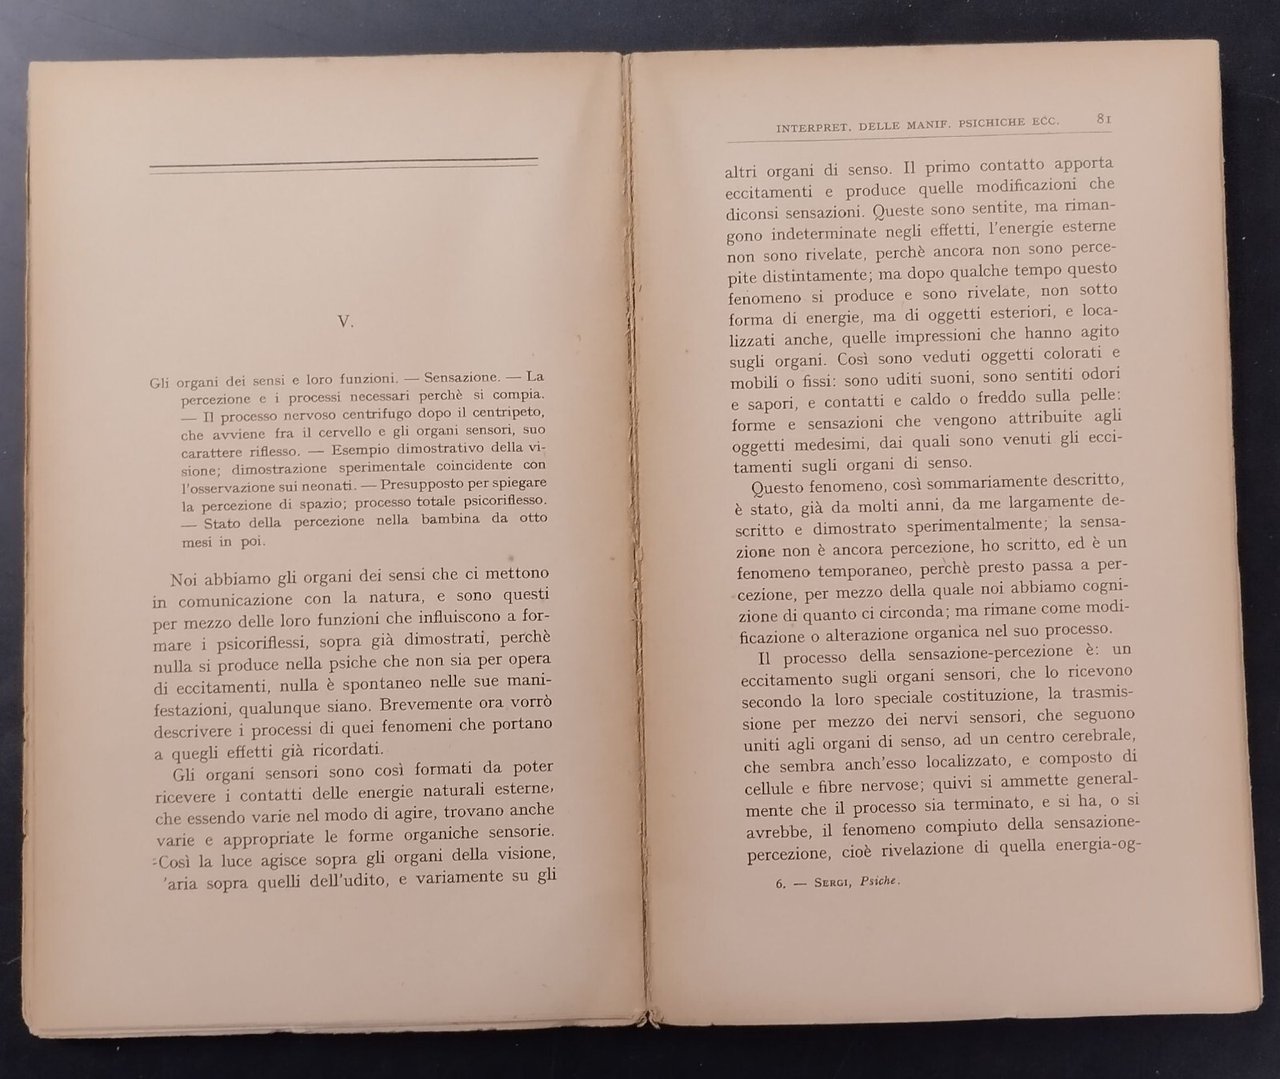 V.
Gli organi dei sensi e loro funzioni. — Sensazione. — La
percezione e i processi necessari perchè si compia.
— Il processo nervoso centrifugo dopo il centripeto,
che avviene fra il cervello e gli organi sensori, suo
carattere riflesso. — Esempio dimostrativo della vi-
sione; dimostrazione sperimentale coincidente con
l'osservazione sui neonati. — Presupposto per spiegare
la percezione di spazio; processo totale psicoriflesso.
— Stato della percezione nella bambina da otto
mesi in poi.
Noi abbiamo gli organi dei sensi che ci mettono
in comunicazione con la natura, e sono questi
per mezzo delle loro funzioni che influiscono a for-
mare i psicoriflessi, sopra già dimostrati, perchè
nulla si produce nella psiche che non sia per opera
di eccitamenti, nulla è spontaneo nelle sue mani-
festazioni, qualunque siano. Brevemente ora vorrò
descrivere i processi di quei fenomeni che portano
a quegli effetti già ricordati.
Gli organi sensori sono così formati da poter
ricevere i contatti delle energie naturali esterne,
che essendo varie nel modo di agire, trovano anche
varie e appropriate le forme organiche sensorie.
Così la luce agisce sopra gli organi della visione,
'aria sopra quelli dell'udito, e variamente su gli
INTERPRET. DELLE MANIF. PSICHICHE ECC. 81
altri organi di senso. Il primo contatto apporta
eccitamenti e produce quelle modificazioni che
diconsi sensazioni. Queste sono sentite, ma riman-
gono indeterminate negli effetti, l'energie esterne
non sono rivelate, perchè ancora non sono perce-
pite distintamente; ma dopo qualche tempo questo
fenomeno si produce e sono rivelate, non sotto
forma di energie, ma di oggetti esteriori, e loca-
lizzati anche, quelle impressioni che hanno agito
sugli organi. Così sono veduti oggetti colorati e
mobili o fissi: sono uditi suoni, sono sentiti odori
e sapori, e contatti e caldo o freddo sulla pelle:
forme e sensazioni che vengono attribuite agli
oggetti medesimi, dai quali sono venuti gli ecci-
tamenti sugli organi di senso.
Questo fenomeno, così sommariamente descritto,
è stato, già da molti anni, da me largamente de-
scritto e dimostrato sperimentalmente; la sensa-
zione non è ancora percezione, ho scritto, ed è un
fenomeno temporaneo, perchè presto passa a per-
cezione, per mezzo della quale noi abbiamo cogni-
zione di quanto ci circonda; ma rimane come modi-
ficazione o alterazione organica nel suo processo.
Il processo della sensazione-percezione è: un
eccitamento sugli organi sensori, che lo ricevono
secondo la loro speciale costituzione, la trasmis-
sione per mezzo dei nervi sensori, che seguono
uniti agli organi di senso, ad un centro cerebrale,
che sembra anch'esso localizzato, e composto di
cellule e fibre nervose; quivi si ammette general-
mente che il processo sia terminato, e si ha, o si
avrebbe, il fenomeno compiuto della sensazione-
percezione, cioè rivelazione di quella energia-og-
6. — SERGI, Psiche.